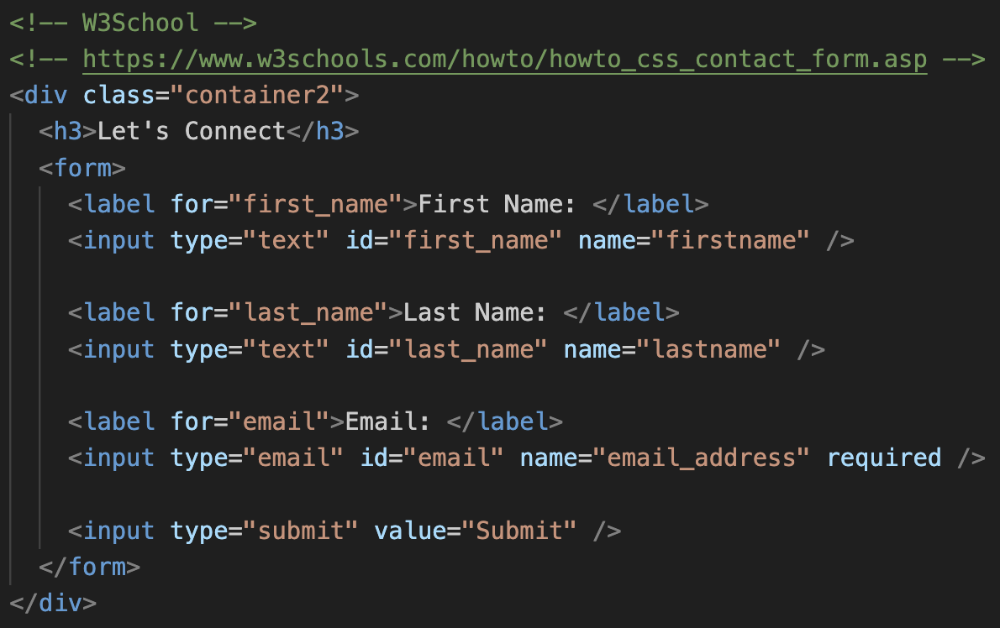 <!-- W3School -->
<!-- https://www.w3schools.com/howto/howto_css_contact_form.asp -->
<div class="container2">
<h3>Let's Connect</h3>
<form>
<label for="first_name">First Name: </label>
<input type="text" id="first_name" name="firstname" />
<label for="last_name">Last Name: </label>
<input type="text" id="last_name" name="lastname" />
<label for="email">Email: </label>
<input type="email" id="email" name="email_address" required />
<input type="submit" value="Submit" />
</form>
</div>